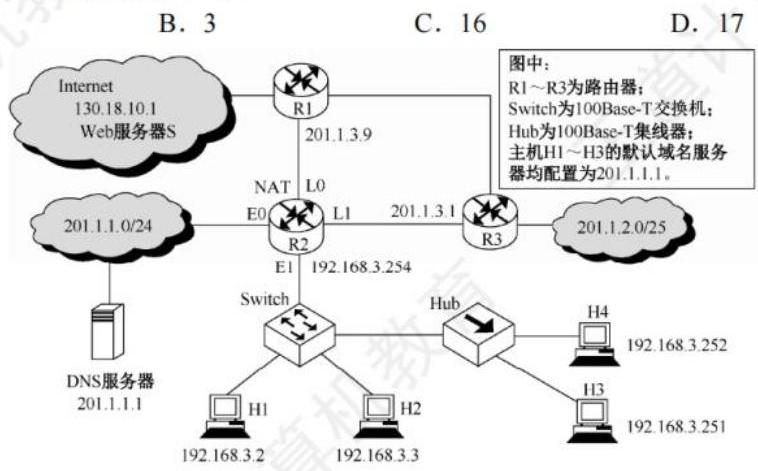 B. 3 C. 16 D. 17
Internet
130.18.10.1
Web服务器S
R1
201.1.3.9
图中：
R1～R3为路由器；
Switch为100Base-T交换机；
Hub为100Base-T集线器；
主机H1～H3的默认域名服务
器均配置为201.1.1.1。
NAT L0
201.1.1.0/24
E0
L1
R2
201.1.3.1
R3
201.1.2.0/25
E1
192.168.3.254
Switch
Hub
H4
192.168.3.252
DNS服务器
201.1.1.1
H1
192.168.3.2
H2
192.168.3.3
H3
192.168.3.251
算机教育